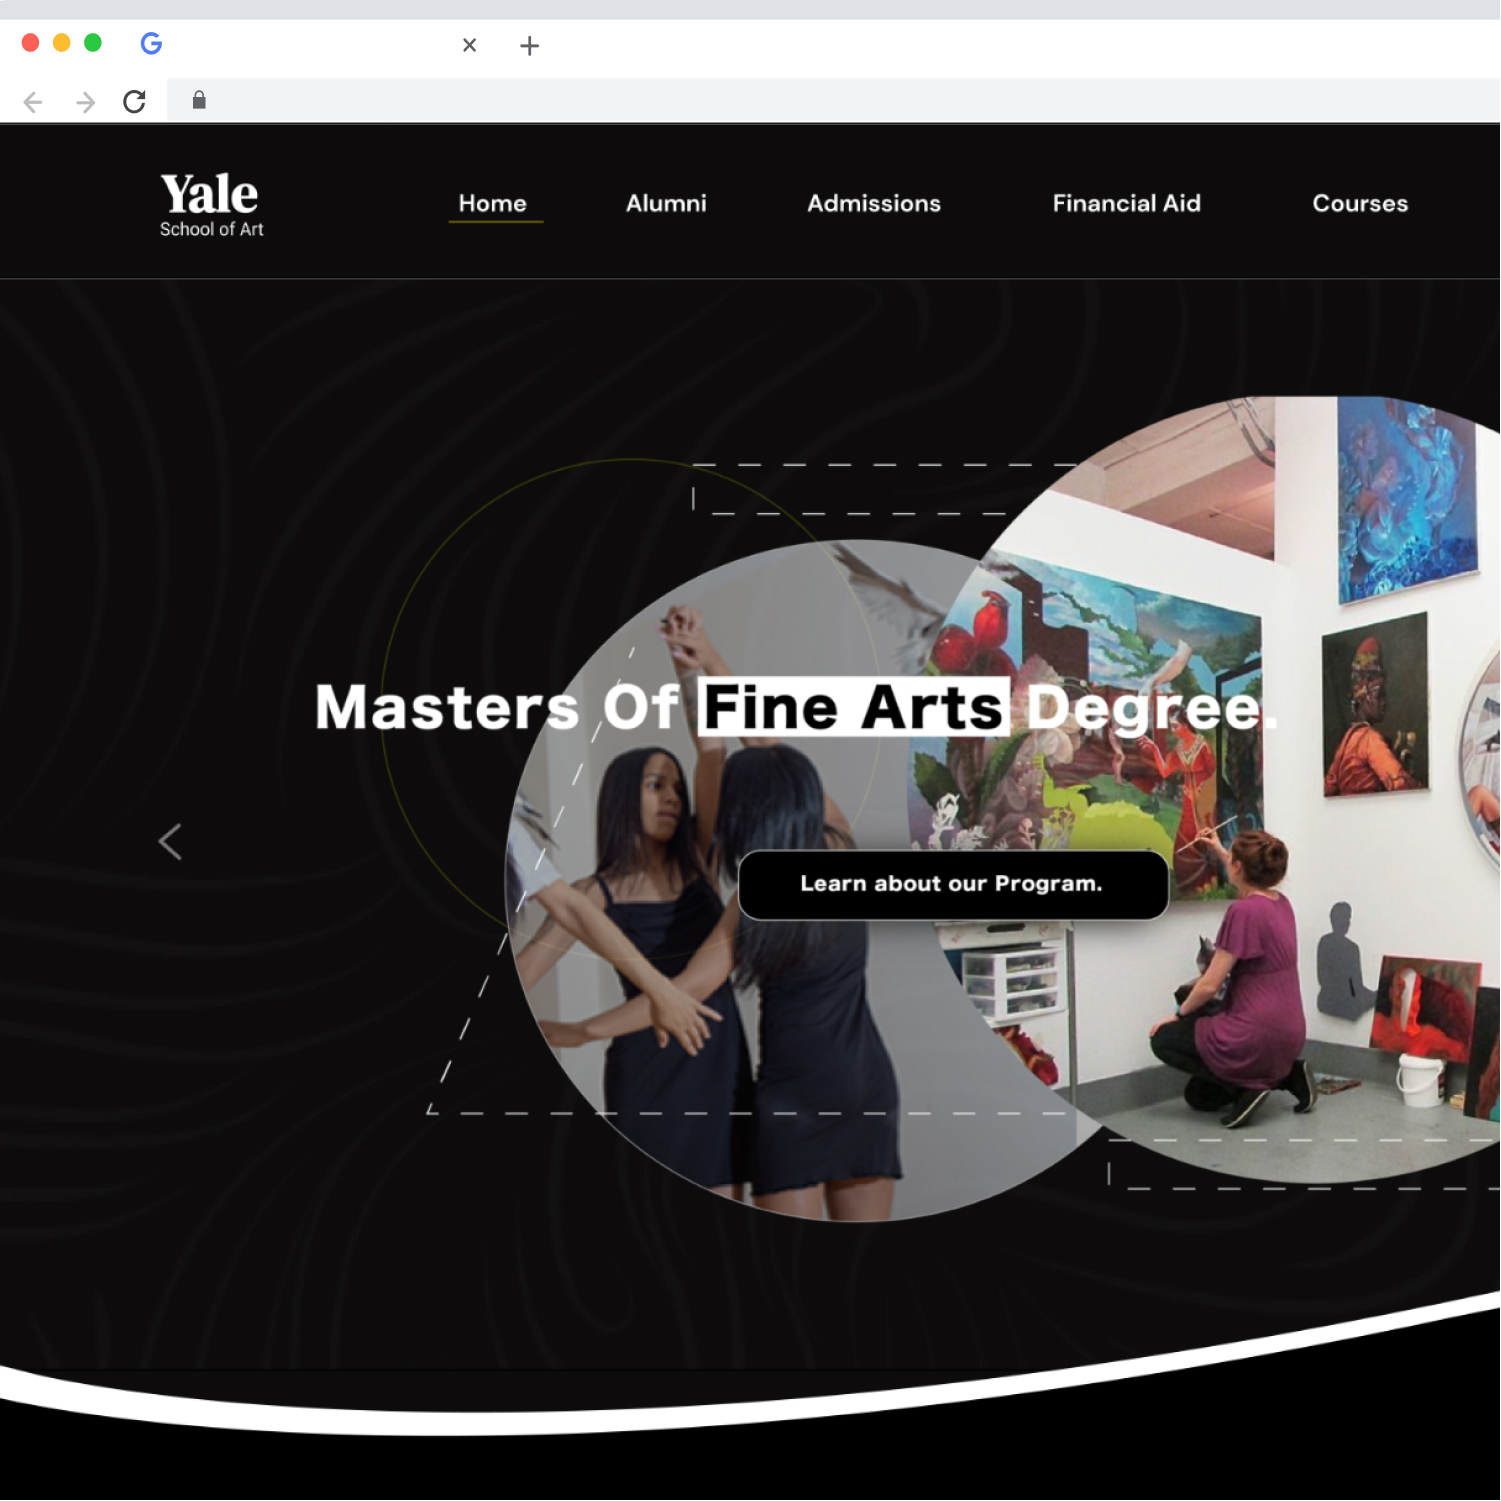 Yale
School of Art
Home
Alumni
Admissions
Financial Aid
Courses
Masters Of Fine Arts Degree.
Learn about our Program.